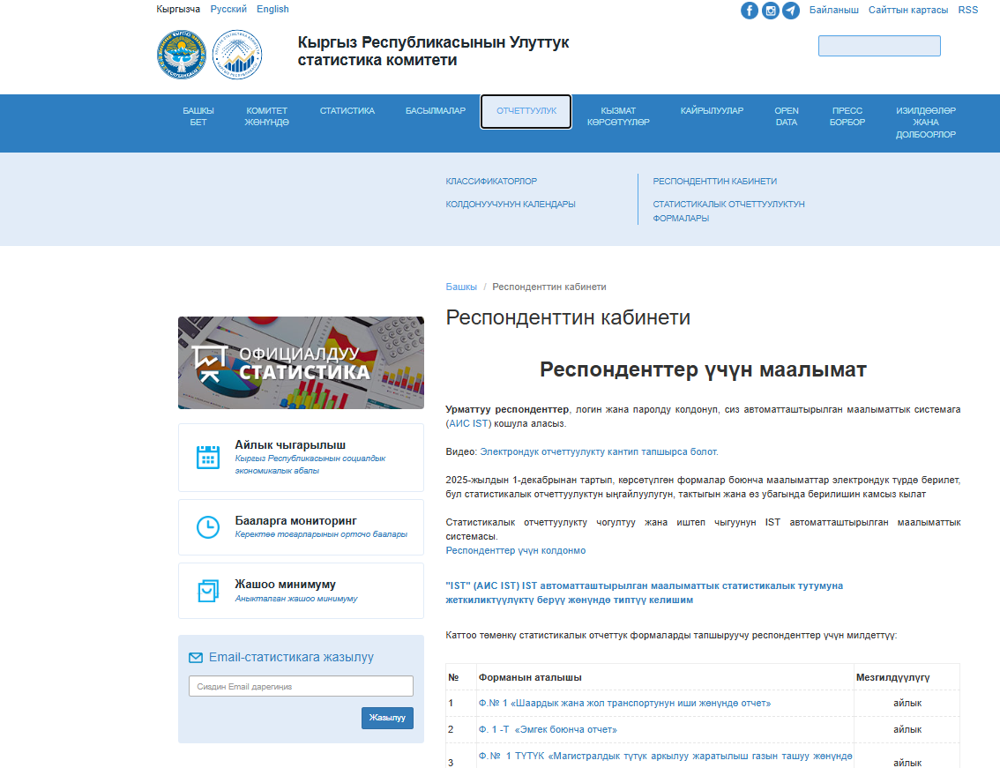 Кыргызча Русский English
Байланыш Сайттын картасы RSS
Кыргыз Республикасынын Улуттук
статистика комитети
БАШКЫ БЕТ
КОМИТЕТ ЖӨНҮНДӨ
СТАТИСТИКА
БАСЫЛМАЛАР
ОТЧЕТТУУЛУК
КЫЗМАТ КӨРСӨТҮҮЛӨР
КАЙРЫЛУУЛАР
OPEN DATA
ПРЕСС БОРБОР
ИЗИЛДӨӨЛӨР ЖАНА ДОЛБООРЛОР
КЛАССИФИКАТОРЛОР
КОЛДОНУУЧУНУН КАЛЕНДАРЫ
РЕСПОНДЕНТТИН КАБИНЕТИ
СТАТИСТИКАЛЫК ОТЧЕТТУУЛУКТУН
ФОРМАЛАРЫ
Башкы / Респонденттин кабинети
Респонденттин кабинети
ОФИЦИАЛДУУ
СТАТИСТИКА
Айлык чыгарылыш
Кыргыз Республикасынын социалдык
экономикалык абалы
Бааларга мониторинг
Керектөө товарларынын орточо баалары
Жашоо минимуму
Аныкталган жашоо минимуму
Email-статистикага жазылуу
Сиздин Email дарегиңиз
Жазылуу
Респонденттер үчүн маалымат
Урматтуу респонденттер, логин жана паролду колдонуп, сиз автоматташтырылган маалыматтык системага
(АИС IST) кошула аласыз.
Видео: Электрондук отчеттуулукту кантип тапшырса болот.
2025-жылдын 1-декабрынан тартып, көрсөтүлгөн формалар боюнча маалыматтар электрондук түрдө берилет,
бул статистикалык отчеттуулуктун ыңгайлуулугун, тактыгын жана өз убагында берилишин камсыз кылат
Статистикалык отчеттуулукту чогултуу жана иштеп чыгуунун IST автоматташтырылган маалыматтык
системасы.
Респонденттер үчүн колдонмо
"IST" (АИС IST) IST автоматташтырылган маалыматтык статистикалык тутумуна
жеткиликтүүлүктү берүү жөнүндө типтүү келишим
Каттоо төмөнкү статистикалык отчеттук формаларды тапшыруучу респонденттер үчүн милдеттүү:
№ Форманын аталышы Мезгилдүүлүгү
1 Ф.№ 1 «Шаардык жана жол транспортунун иши жөнүндө отчет» айлык
2 Ф. 1 -Т «Эмгек боюнча отчет» айлык
3 Ф.№ 1 ТҮТҮК «Магистралдык түтүк аркылуу жаратылыш газын ташуу жөнүндө айлык